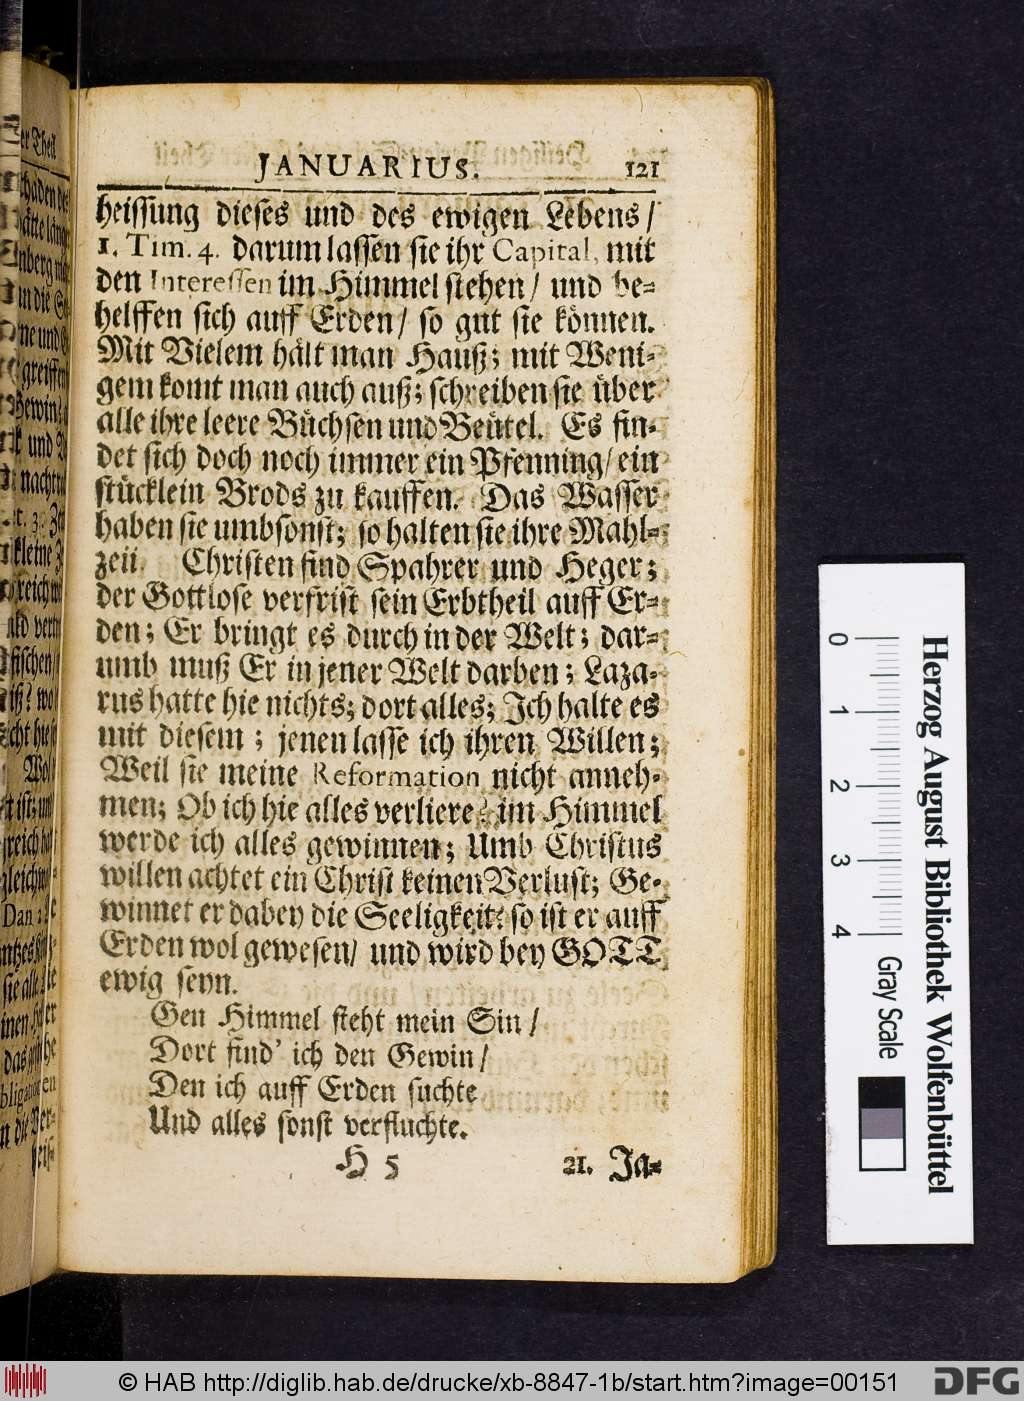 JANUARIUS. 121
heissung dieses und des ewigen Lebens/
1. Tim. 4. darum lassen sie ihr Capital, mit
den Interessen im Himmel stehen/ und be-
helffen sich auff Erden/ so gut sie können.
Mit Vielem hält man Hauß; mit Weni-
gem komt man auch auß; schreiben sie über
alle ihre leere Büchsen und Beütel. Es fin-
det sich doch noch immer ein Pfenning/ ein
stücklein Brods zu kauffen. Das Wasser
haben sie umbsonst; so halten sie ihre Mahl-
zeit. Christen sind Spahrer und Heger;
der Gottlose verfrist sein Erbtheil auff Er-
den; Er bringt es durch in der Welt; dar-
umb muß Er in jener Welt darben; Laza-
rus hatte hie nichts; dort alles; Ich halte es
mit diesem; jenen lasse ich ihren Willen;
Weil sie meine Reformation nicht anneh-
men; Ob ich hie alles verliere? im Himmel
werde ich alles gewinnen; Umb Christus
willen achtet ein Christ keinen Verlust; Ge-
winnet er dabey die Seeligkeit? so ist er auff
Erden wol gewesen/ und wird bey GOTT
ewig seyn.
Gen Himmel steht mein Sin/
Dort find' ich den Gewin/
Den ich auff Erden suchte
Und alles sonst verfluchte.
H 5 21. Ja-
0 1 2 3 4
Gray Scale
Herzog August Bibliothek Wolfenbüttel
© HAB http://diglib.hab.de/drucke/xb-8847-1b/start.htm?image=00151
DFG